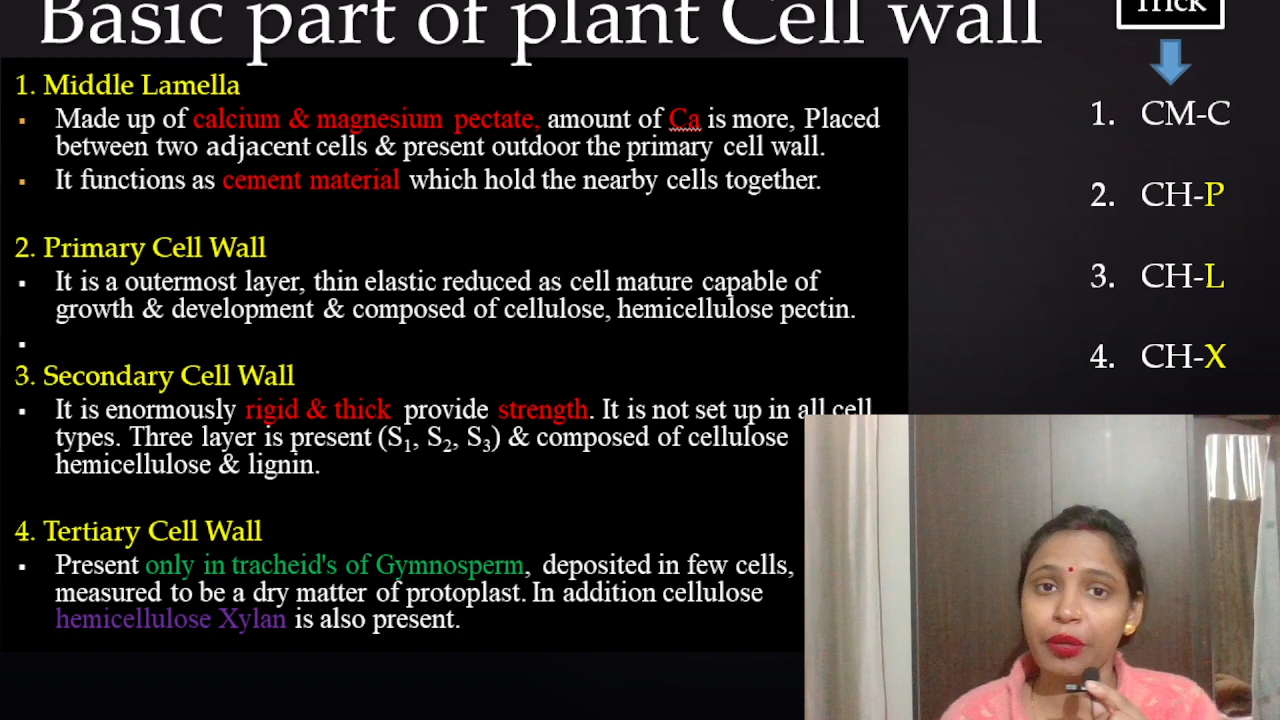 Basic part of plant Cell wall
Trick
1. Middle Lamella
▪ Made up of calcium & magnesium pectate, amount of Ca is more, Placed
between two adjacent cells & present outdoor the primary cell wall.
▪ It functions as cement material which hold the nearby cells together.
2. Primary Cell Wall
▪ It is a outermost layer, thin elastic reduced as cell mature capable of
growth & development & composed of cellulose, hemicellulose pectin.
▪
3. Secondary Cell Wall
▪ It is enormously rigid & thick provide strength. It is not set up in all cell
types. Three layer is present (S₁, S₂, S₃) & composed of cellulose
hemicellulose & lignin.
4. Tertiary Cell Wall
▪ Present only in tracheid's of Gymnosperm, deposited in few cells,
measured to be a dry matter of protoplast. In addition cellulose
hemicellulose Xylan is also present.
1. CM-C
2. CH-P
3. CH-L
4. CH-X